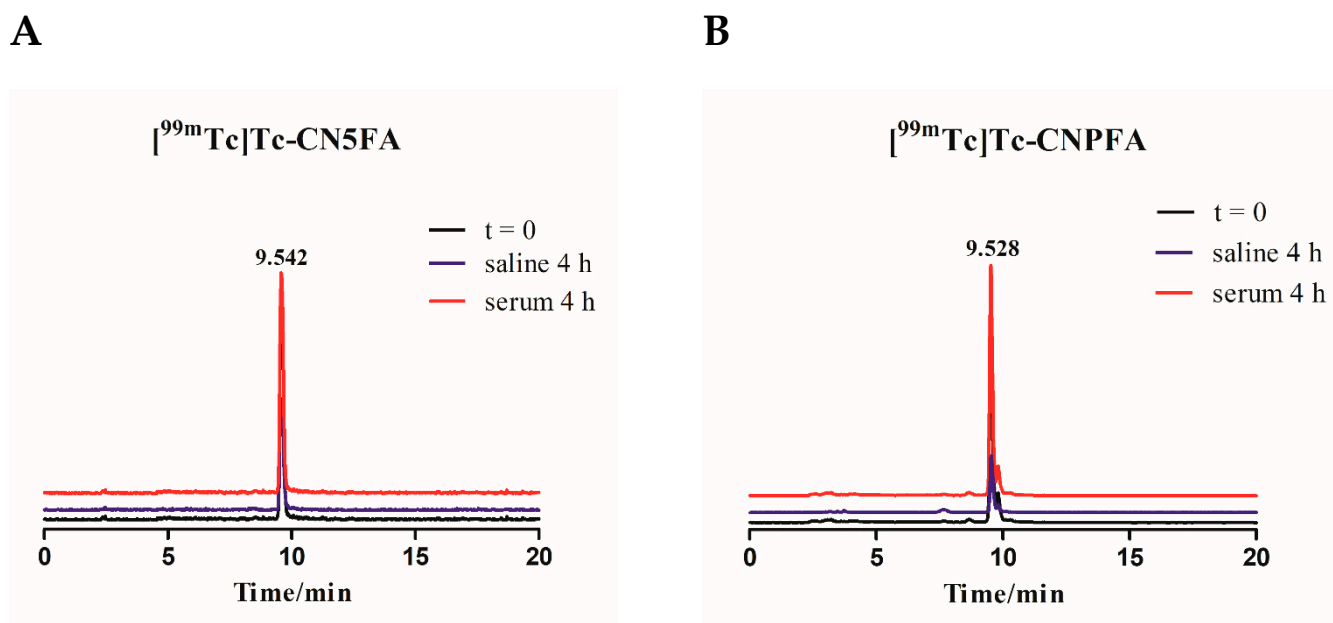 A
[⁹⁹ᵐTc]Tc-CN5FA
t = 0
saline 4 h
serum 4 h
9.542
0 5 10 15 20
Time/min
B
[⁹⁹ᵐTc]Tc-CNPFA
t = 0
saline 4 h
serum 4 h
9.528
0 5 10 15 20
Time/min